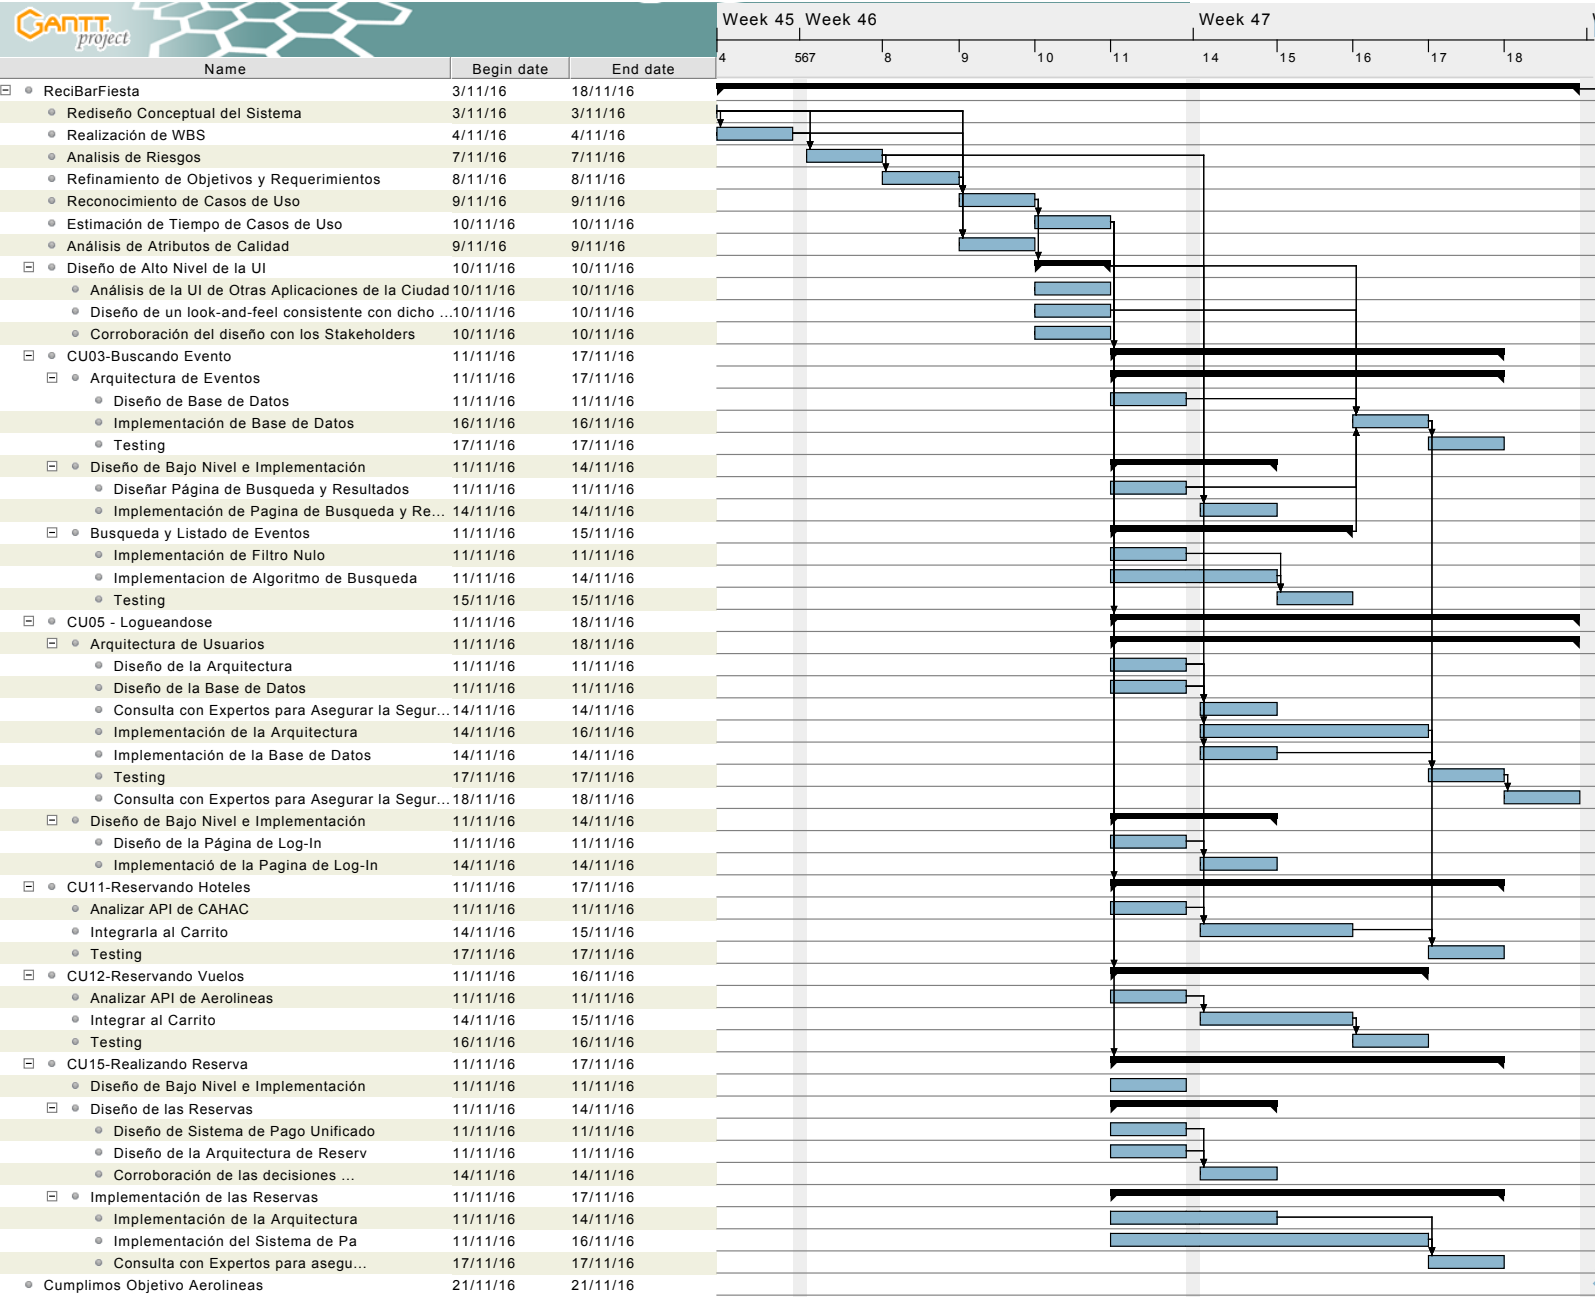 GANTT
project
Week 45 Week 46 Week 47
4 5 6 7 8 9 10 11 14 15 16 17 18
Name Begin date End date
ReciBarFiesta 3/11/16 18/11/16
Rediseño Conceptual del Sistema 3/11/16 3/11/16
Realización de WBS 4/11/16 4/11/16
Analisis de Riesgos 7/11/16 7/11/16
Refinamiento de Objetivos y Requerimientos 8/11/16 8/11/16
Reconocimiento de Casos de Uso 9/11/16 9/11/16
Estimación de Tiempo de Casos de Uso 10/11/16 10/11/16
Análisis de Atributos de Calidad 9/11/16 9/11/16
Diseño de Alto Nivel de la UI 10/11/16 10/11/16
Análisis de la UI de Otras Aplicaciones de la Ciudad 10/11/16 10/11/16
Diseño de un look-and-feel consistente con dicho ... 10/11/16 10/11/16
Corroboración del diseño con los Stakeholders 10/11/16 10/11/16
CU03-Buscando Evento 11/11/16 17/11/16
Arquitectura de Eventos 11/11/16 17/11/16
Diseño de Base de Datos 11/11/16 11/11/16
Implementación de Base de Datos 16/11/16 16/11/16
Testing 17/11/16 17/11/16
Diseño de Bajo Nivel e Implementación 11/11/16 14/11/16
Diseñar Página de Busqueda y Resultados 11/11/16 11/11/16
Implementación de Pagina de Busqueda y Re... 14/11/16 14/11/16
Busqueda y Listado de Eventos 11/11/16 15/11/16
Implementación de Filtro Nulo 11/11/16 11/11/16
Implementacion de Algoritmo de Busqueda 11/11/16 14/11/16
Testing 15/11/16 15/11/16
CU05 - Logueandose 11/11/16 18/11/16
Arquitectura de Usuarios 11/11/16 18/11/16
Diseño de la Arquitectura 11/11/16 11/11/16
Diseño de la Base de Datos 11/11/16 11/11/16
Consulta con Expertos para Asegurar la Segur... 14/11/16 14/11/16
Implementación de la Arquitectura 14/11/16 16/11/16
Implementación de la Base de Datos 14/11/16 14/11/16
Testing 17/11/16 17/11/16
Consulta con Expertos para Asegurar la Segur... 18/11/16 18/11/16
Diseño de Bajo Nivel e Implementación 11/11/16 14/11/16
Diseño de la Página de Log-In 11/11/16 11/11/16
Implementació de la Pagina de Log-In 14/11/16 14/11/16
CU11-Reservando Hoteles 11/11/16 17/11/16
Analizar API de CAHAC 11/11/16 11/11/16
Integrarla al Carrito 14/11/16 15/11/16
Testing 17/11/16 17/11/16
CU12-Reservando Vuelos 11/11/16 16/11/16
Analizar API de Aerolineas 11/11/16 11/11/16
Integrar al Carrito 14/11/16 15/11/16
Testing 16/11/16 16/11/16
CU15-Realizando Reserva 11/11/16 17/11/16
Diseño de Bajo Nivel e Implementación 11/11/16 11/11/16
Diseño de las Reservas 11/11/16 14/11/16
Diseño de Sistema de Pago Unificado 11/11/16 11/11/16
Diseño de la Arquitectura de Reserv 11/11/16 11/11/16
Corroboración de las decisiones ... 14/11/16 14/11/16
Implementación de las Reservas 11/11/16 17/11/16
Implementación de la Arquitectura 11/11/16 14/11/16
Implementación del Sistema de Pa 11/11/16 16/11/16
Consulta con Expertos para asegu... 17/11/16 17/11/16
Cumplimos Objetivo Aerolineas 21/11/16 21/11/16